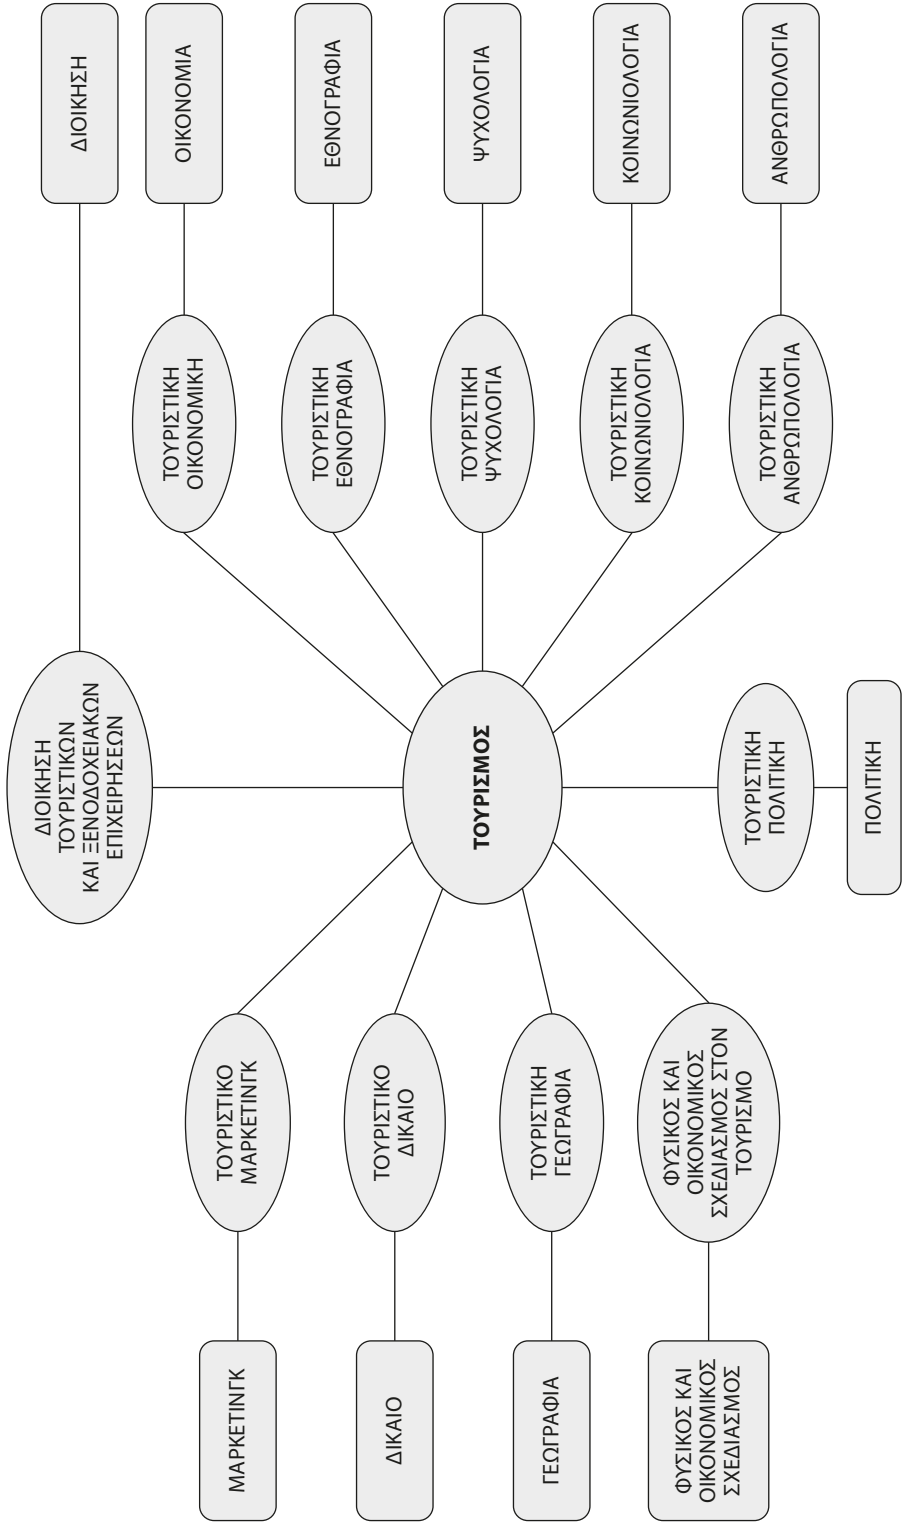 ΔΙΟΙΚΗΣΗ
ΤΟΥΡΙΣΤΙΚΩΝ
ΚΑΙ ΞΕΝΟΔΟΧΕΙΑΚΩΝ
ΕΠΙΧΕΙΡΗΣΕΩΝ
ΔΙΟΙΚΗΣΗ
ΜΑΡΚΕΤΙΝΓΚ
ΤΟΥΡΙΣΤΙΚΟ
ΜΑΡΚΕΤΙΝΓΚ
ΤΟΥΡΙΣΤΙΚΗ
ΟΙΚΟΝΟΜΙΚΗ
ΟΙΚΟΝΟΜΙΑ
ΔΙΚΑΙΟ
ΤΟΥΡΙΣΤΙΚΟ
ΔΙΚΑΙΟ
ΤΟΥΡΙΣΤΙΚΗ
ΕΘΝΟΓΡΑΦΙΑ
ΕΘΝΟΓΡΑΦΙΑ
ΤΟΥΡΙΣΜΟΣ
ΤΟΥΡΙΣΤΙΚΗ
ΨΥΧΟΛΟΓΙΑ
ΨΥΧΟΛΟΓΙΑ
ΓΕΩΓΡΑΦΙΑ
ΤΟΥΡΙΣΤΙΚΗ
ΓΕΩΓΡΑΦΙΑ
ΤΟΥΡΙΣΤΙΚΗ
ΚΟΙΝΩΝΙΟΛΟΓΙΑ
ΚΟΙΝΩΝΙΟΛΟΓΙΑ
ΦΥΣΙΚΟΣ ΚΑΙ
ΟΙΚΟΝΟΜΙΚΟΣ
ΣΧΕΔΙΑΣΜΟΣ
ΦΥΣΙΚΟΣ ΚΑΙ
ΟΙΚΟΝΟΜΙΚΟΣ
ΣΧΕΔΙΑΣΜΟΣ ΣΤΟΝ
ΤΟΥΡΙΣΜΟ
ΤΟΥΡΙΣΤΙΚΗ
ΠΟΛΙΤΙΚΗ
ΤΟΥΡΙΣΤΙΚΗ
ΑΝΘΡΩΠΟΛΟΓΙΑ
ΑΝΘΡΩΠΟΛΟΓΙΑ
ΠΟΛΙΤΙΚΗ